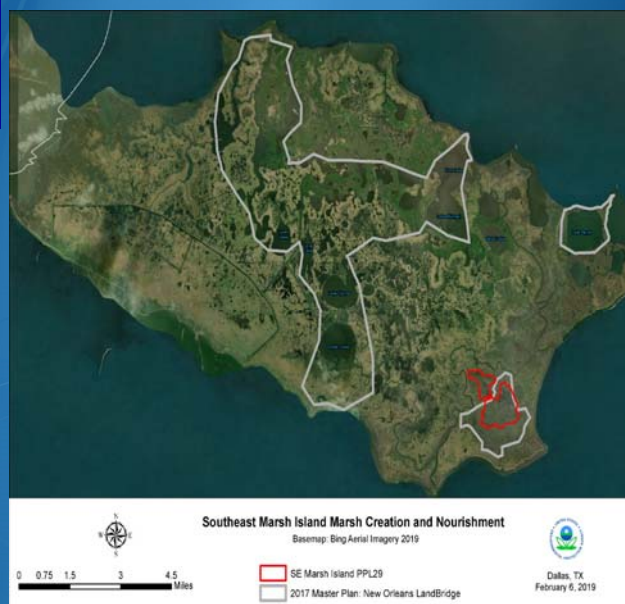 N
W
E
S
Southeast Marsh Island Marsh Creation and Nourishment
Basemap: Bing Aerial Imagery 2019
0 0.75 1.5 3 4.5
Miles
SE Marsh Island PPL29
2017 Master Plan: New Orleans LandBridge
Dallas, TX
February 6, 2019